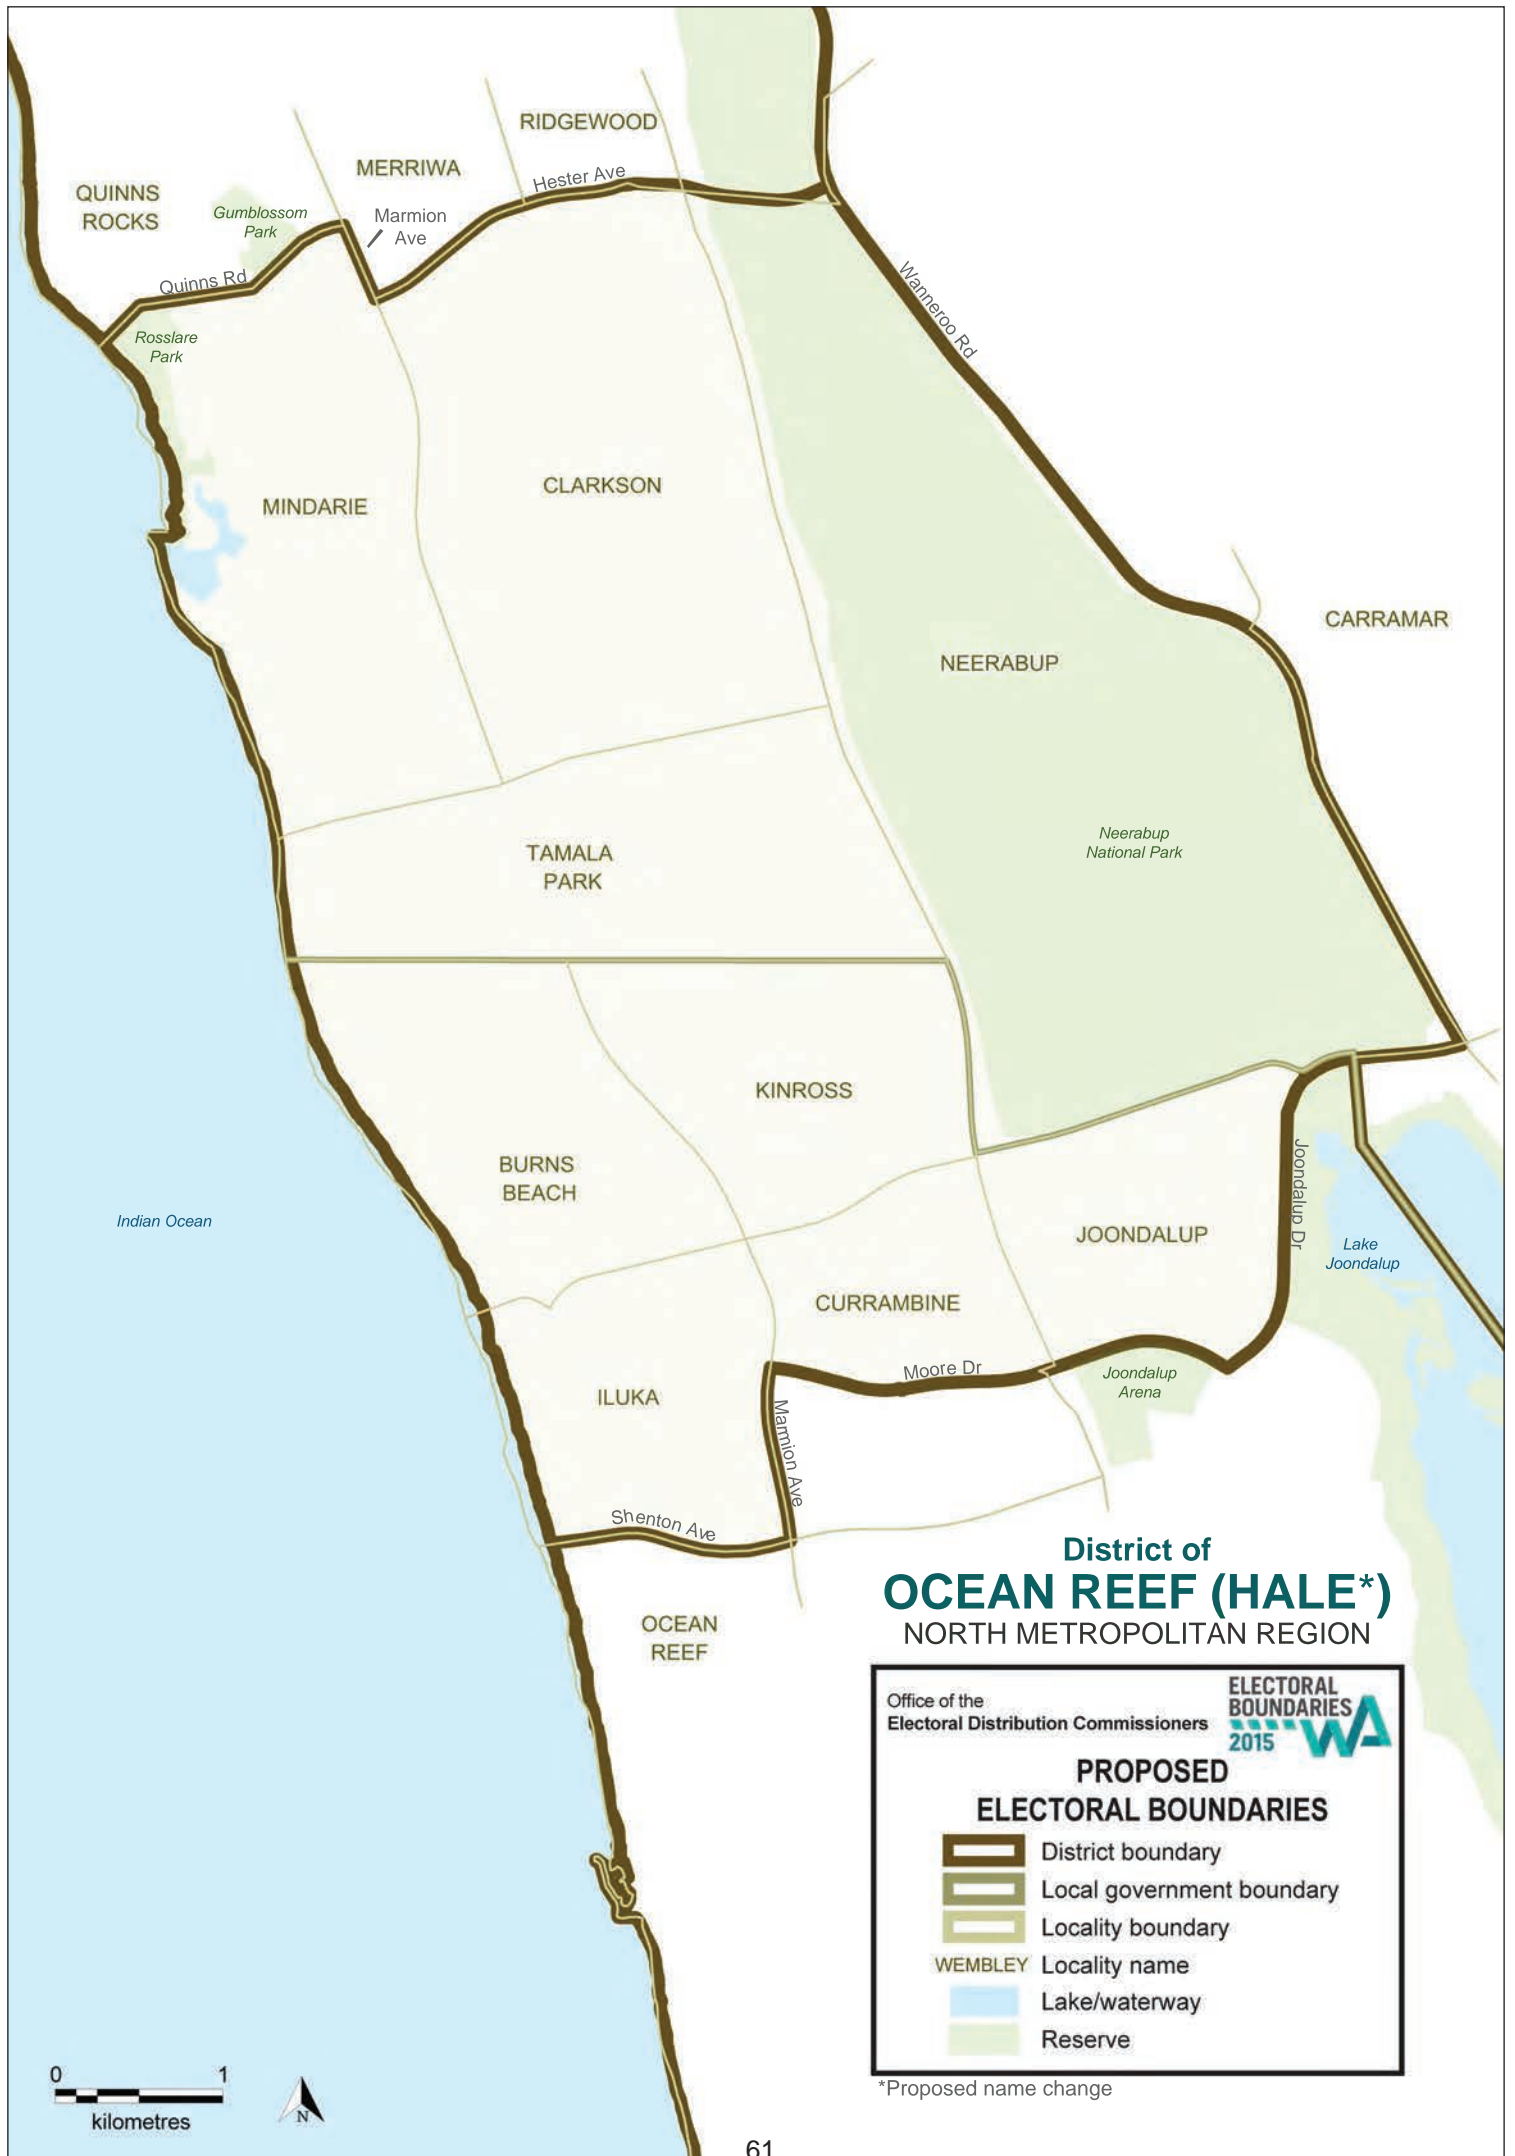 RIDGEWOOD
MERRIWA
Hester Ave
QUINNS
ROCKS
Gumblossom
Park
Marmion
Ave
Quinns Rd
Wanneroo Rd
Rosslare
Park
CLARKSON
MINDARIE
CARRAMAR
NEERABUP
Neerabup
National Park
TAMALA
PARK
KINROSS
BURNS
BEACH
Joondalup Dr
Indian Ocean
JOONDALUP
Lake
Joondalup
CURRAMBINE
Moore Dr
Joondalup
Arena
ILUKA
Marmion Ave
Shenton Ave
OCEAN
REEF
District of
OCEAN REEF (HALE*)
NORTH METROPOLITAN REGION
Office of the
Electoral Distribution Commissioners
ELECTORAL
BOUNDARIES
2015
WA
PROPOSED
ELECTORAL BOUNDARIES
District boundary
Local government boundary
Locality boundary
WEMBLEY Locality name
Lake/waterway
Reserve
*Proposed name change
0 1
kilometres
N
61